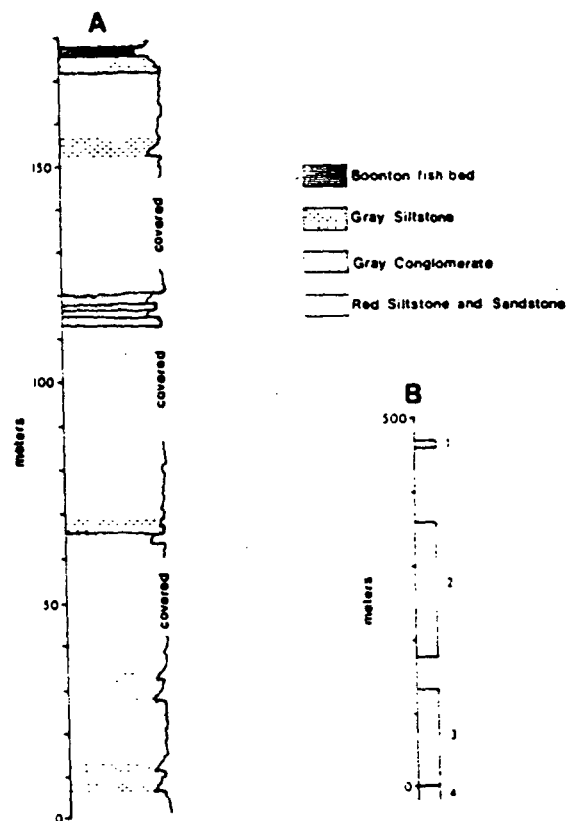 A
150
covered
100
covered
meters
50
covered
0
Boonton fish bed
Gray Siltstone
Gray Conglomerate
Red Siltstone and Sandstone
B
500
1
2
meters
3
0
4